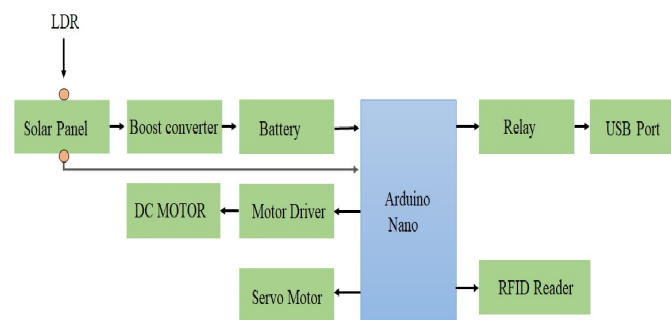 LDR
Solar Panel
Boost converter
Battery
Relay
USB Port
Arduino
Nano
DC MOTOR
Motor Driver
Servo Motor
RFID Reader